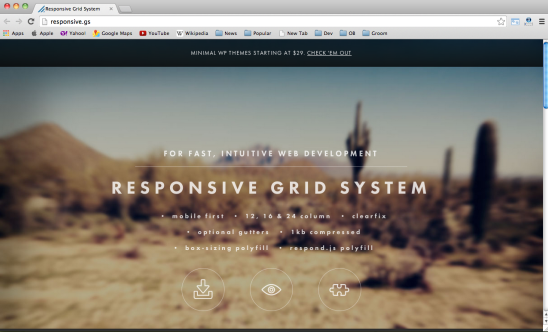 Responsive Grid System
responsive.gs
Apps Apple Yahoo! Google Maps YouTube Wikipedia News Popular New Tab Dev OB Groom
MINIMAL WP THEMES STARTING AT $29. CHECK 'EM OUT
FOR FAST, INTUITIVE WEB DEVELOPMENT
RESPONSIVE GRID SYSTEM
• mobile first • 12, 16 & 24 column • clearfix
• optional gutters • 1kb compressed
• box-sizing polyfill • respond.js polyfill